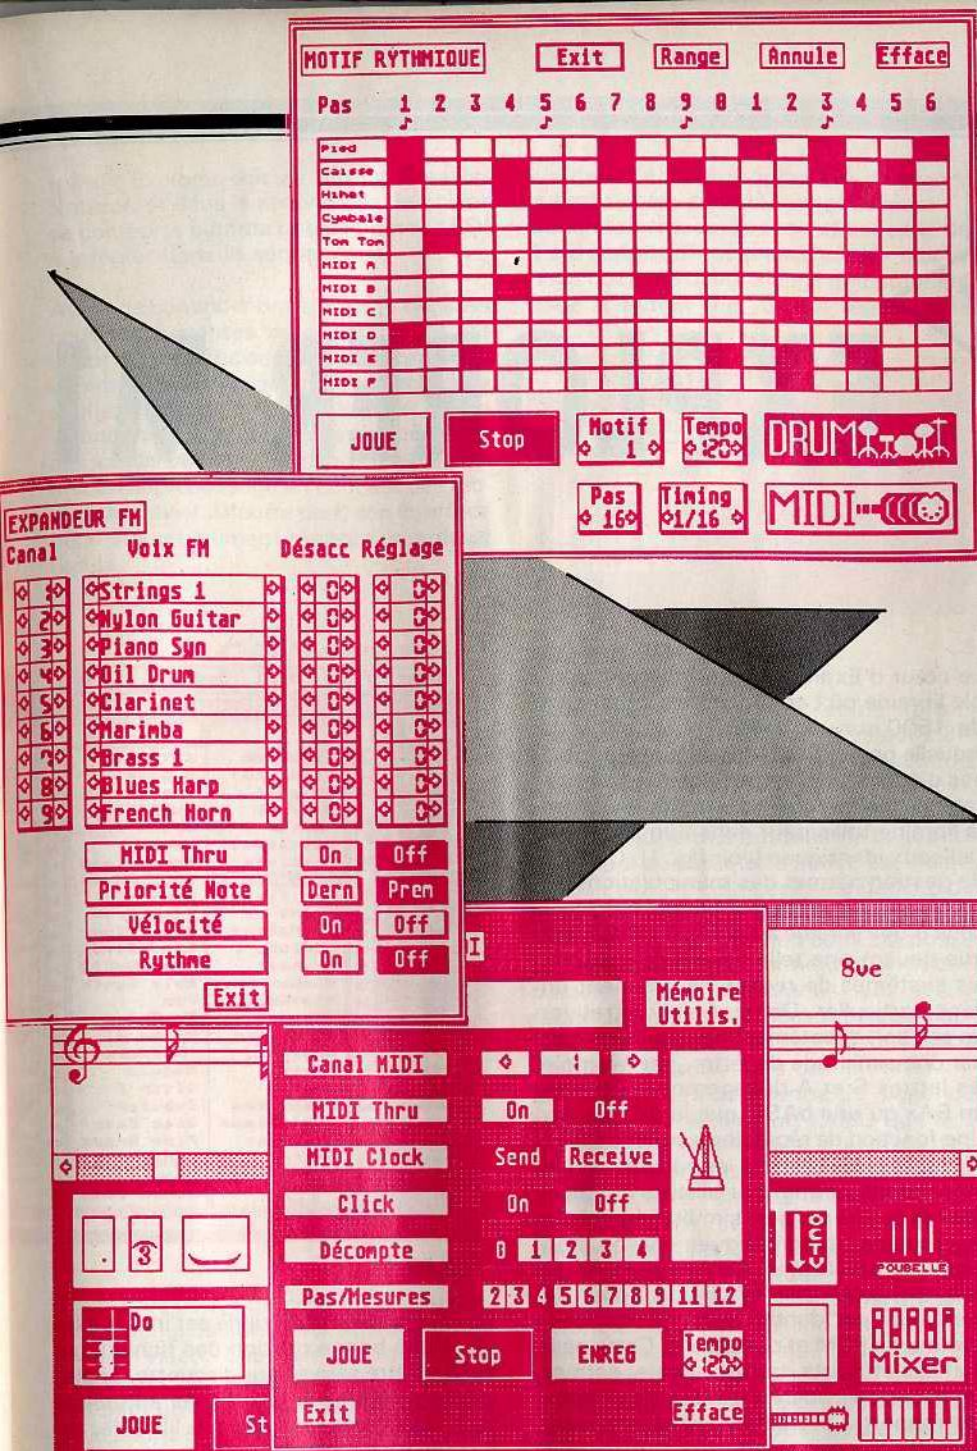 MOTIF RYTHMIQUE Exit Range Annule Efface
Pas 1 2 3 4 5 6 7 8 9 0 1 2 3 4 5 6
Pied
Caisse
Hihat
Cymbale
Tom Tom
MIDI A
MIDI B
MIDI C
MIDI D
MIDI E
MIDI F
JOUE Stop Motif 1 Tempo 120 DRUM
Pas 16 Timing 1/16 MIDI
EXPANDEUR FM
Canal Voix FM Désacc Réglage
1 Strings 1 0 0
2 Nylon Guitar 0 0
3 Piano Syn 0 0
4 Oil Drum 0 0
5 Clarinet 0 0
6 Marimba 0 0
7 Brass 1 0 0
8 Blues Harp 0 0
9 French Horn 0 0
MIDI Thru On Off
Priorité Note Dern Prem
Vélocité On Off
Rythme On Off
Exit
Mémoire
Utilis.
8ve
Canal MIDI 1
MIDI Thru On Off
MIDI Clock Send Receive
Click On Off
Décompte 0 1 2 3 4
Pas/Mesures 2 3 4 5 6 7 8 9 11 12
JOUE Stop ENREG Tempo 120
Exit Efface
3
OCTV
POUBELLE
Do
Mixer
JOUE St